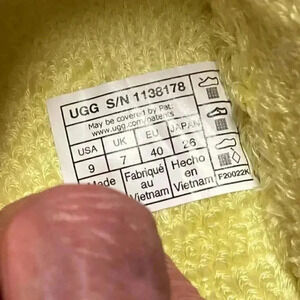 UGG S/N 1138178
May be covered by Pat:
www.ugg.com/patents
USA UK EU JAPAN
9 7 40 26
Made Fabriqué Hecho
au en
Vietnam Vietnam
F20022K